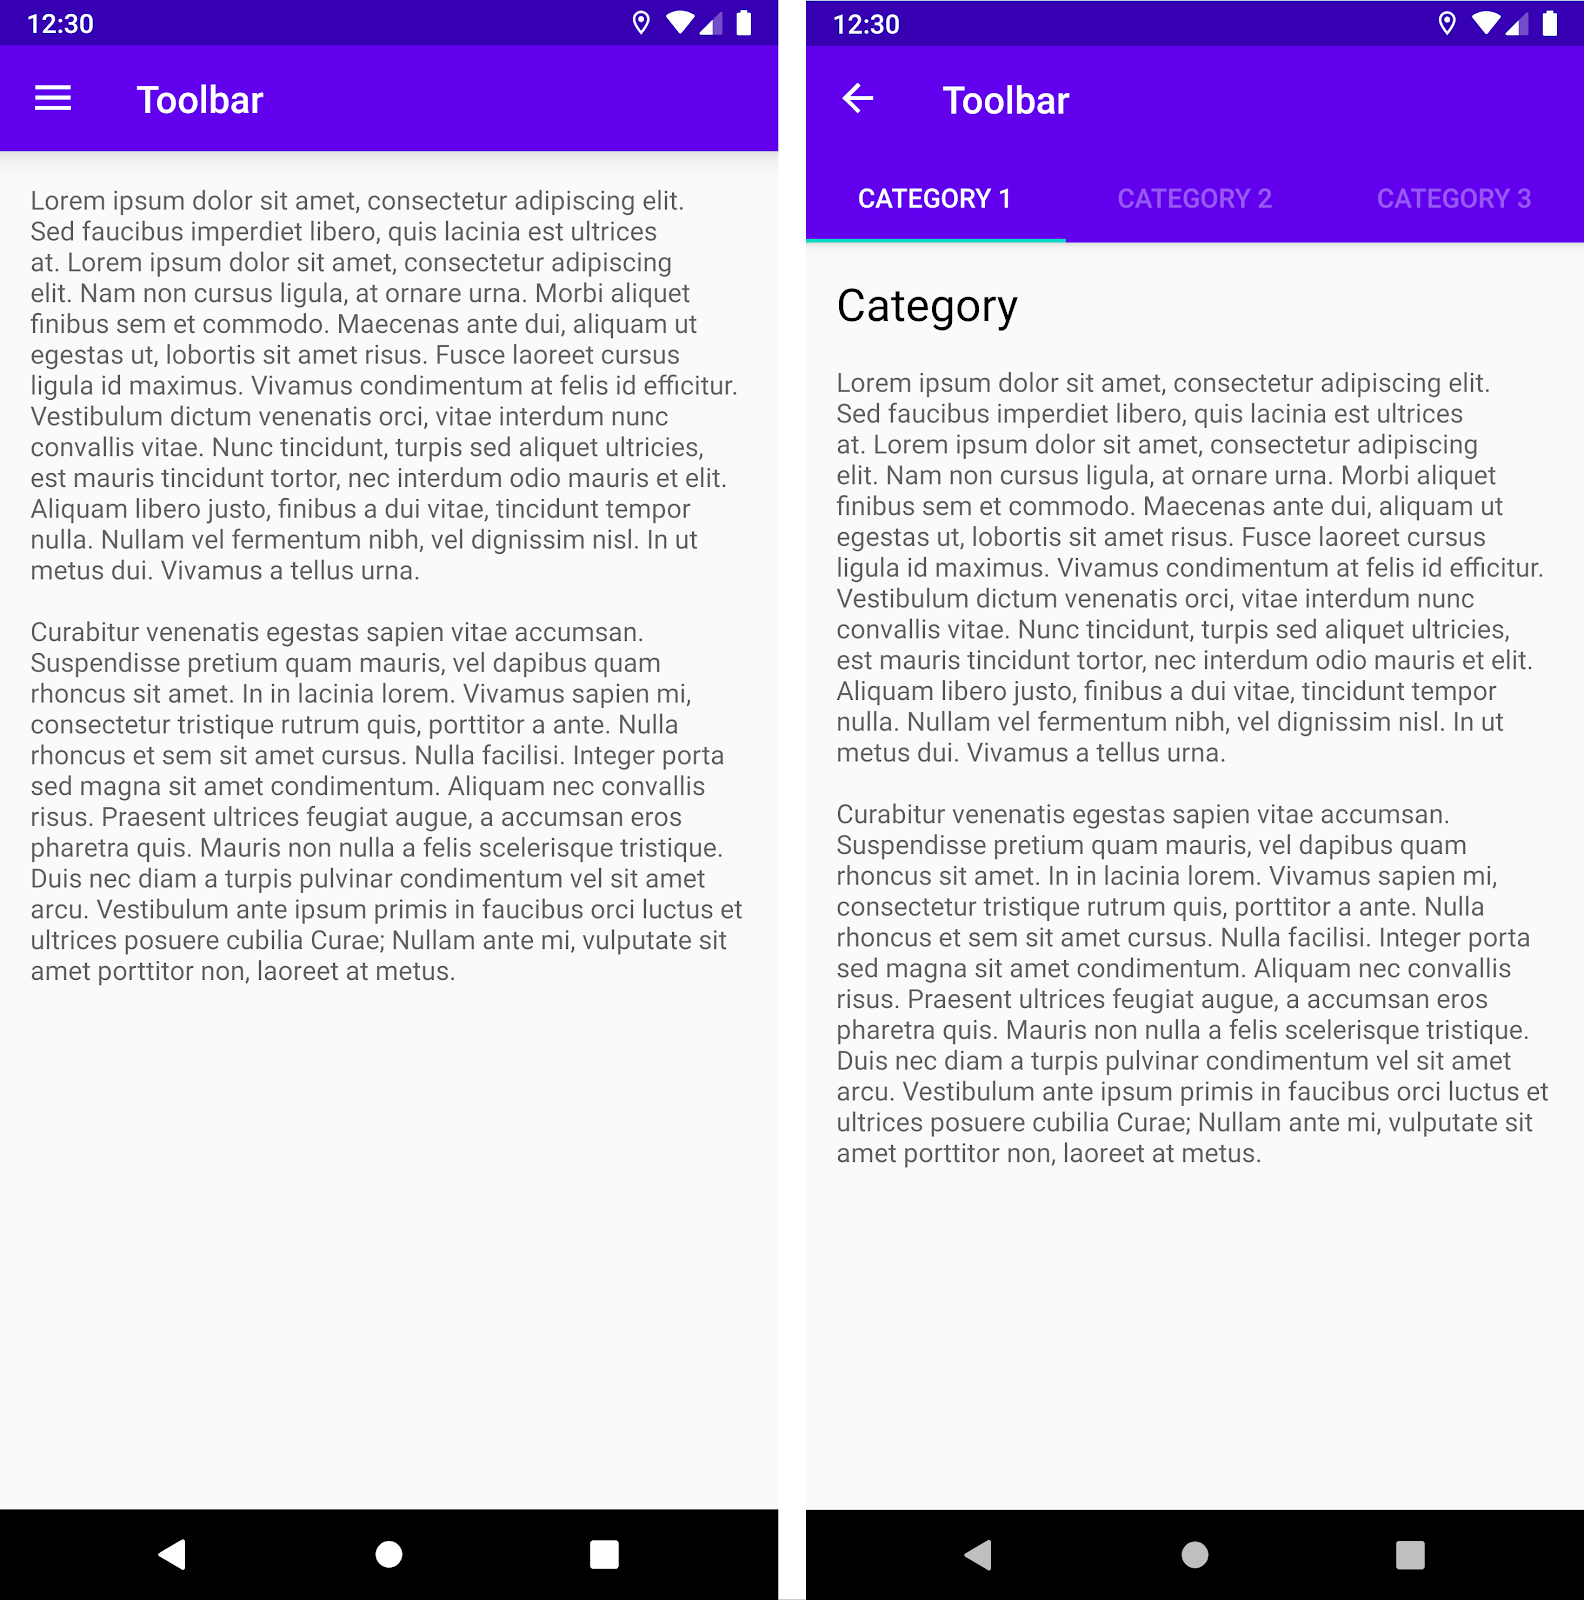 12:30
Toolbar
Lorem ipsum dolor sit amet, consectetur adipiscing elit.
Sed faucibus imperdiet libero, quis lacinia est ultrices
at. Lorem ipsum dolor sit amet, consectetur adipiscing
elit. Nam non cursus ligula, at ornare urna. Morbi aliquet
finibus sem et commodo. Maecenas ante dui, aliquam ut
egestas ut, lobortis sit amet risus. Fusce laoreet cursus
ligula id maximus. Vivamus condimentum at felis id efficitur.
Vestibulum dictum venenatis orci, vitae interdum nunc
convallis vitae. Nunc tincidunt, turpis sed aliquet ultricies,
est mauris tincidunt tortor, nec interdum odio mauris et elit.
Aliquam libero justo, finibus a dui vitae, tincidunt tempor
nulla. Nullam vel fermentum nibh, vel dignissim nisl. In ut
metus dui. Vivamus a tellus urna.
Curabitur venenatis egestas sapien vitae accumsan.
Suspendisse pretium quam mauris, vel dapibus quam
rhoncus sit amet. In in lacinia lorem. Vivamus sapien mi,
consectetur tristique rutrum quis, porttitor a ante. Nulla
rhoncus et sem sit amet cursus. Nulla facilisi. Integer porta
sed magna sit amet condimentum. Aliquam nec convallis
risus. Praesent ultrices feugiat augue, a accumsan eros
pharetra quis. Mauris non nulla a felis scelerisque tristique.
Duis nec diam a turpis pulvinar condimentum vel sit amet
arcu. Vestibulum ante ipsum primis in faucibus orci luctus et
ultrices posuere cubilia Curae; Nullam ante mi, vulputate sit
amet porttitor non, laoreet at metus.
12:30
Toolbar
CATEGORY 1 CATEGORY 2 CATEGORY 3
Category
Lorem ipsum dolor sit amet, consectetur adipiscing elit.
Sed faucibus imperdiet libero, quis lacinia est ultrices
at. Lorem ipsum dolor sit amet, consectetur adipiscing
elit. Nam non cursus ligula, at ornare urna. Morbi aliquet
finibus sem et commodo. Maecenas ante dui, aliquam ut
egestas ut, lobortis sit amet risus. Fusce laoreet cursus
ligula id maximus. Vivamus condimentum at felis id efficitur.
Vestibulum dictum venenatis orci, vitae interdum nunc
convallis vitae. Nunc tincidunt, turpis sed aliquet ultricies,
est mauris tincidunt tortor, nec interdum odio mauris et elit.
Aliquam libero justo, finibus a dui vitae, tincidunt tempor
nulla. Nullam vel fermentum nibh, vel dignissim nisl. In ut
metus dui. Vivamus a tellus urna.
Curabitur venenatis egestas sapien vitae accumsan.
Suspendisse pretium quam mauris, vel dapibus quam
rhoncus sit amet. In in lacinia lorem. Vivamus sapien mi,
consectetur tristique rutrum quis, porttitor a ante. Nulla
rhoncus et sem sit amet cursus. Nulla facilisi. Integer porta
sed magna sit amet condimentum. Aliquam nec convallis
risus. Praesent ultrices feugiat augue, a accumsan eros
pharetra quis. Mauris non nulla a felis scelerisque tristique.
Duis nec diam a turpis pulvinar condimentum vel sit amet
arcu. Vestibulum ante ipsum primis in faucibus orci luctus et
ultrices posuere cubilia Curae; Nullam ante mi, vulputate sit
amet porttitor non, laoreet at metus.